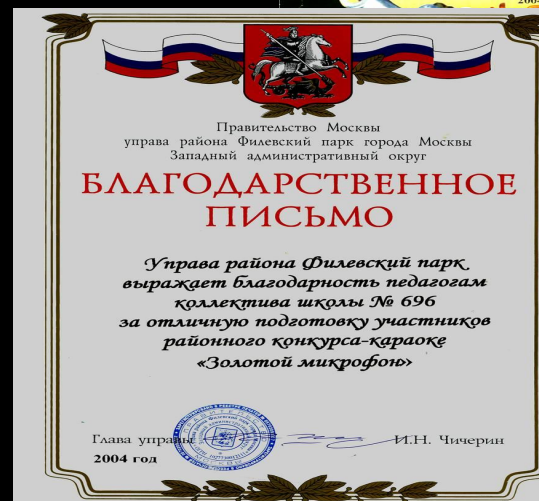 Правительство Москвы
управа района Филевский парк города Москвы
Западный административный округ
БЛАГОДАРСТВЕННОЕ
ПИСЬМО
Управа района Филевский парк
выражает благодарность педагогам
коллектива школы № 696
за отличную подготовку участников
районного конкурса-караоке
«Золотой микрофон»
Глава управы И.Н. Чичерин
2004 год